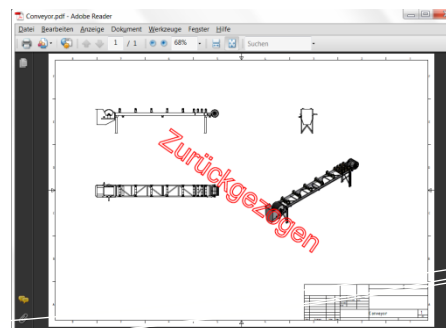 Conveyor.pdf - Adobe Reader
Datei Bearbeiten Anzeige Dokument Werkzeuge Fenster Hilfe
1 / 1 68% Suchen
Zurückgezogen
Conveyor